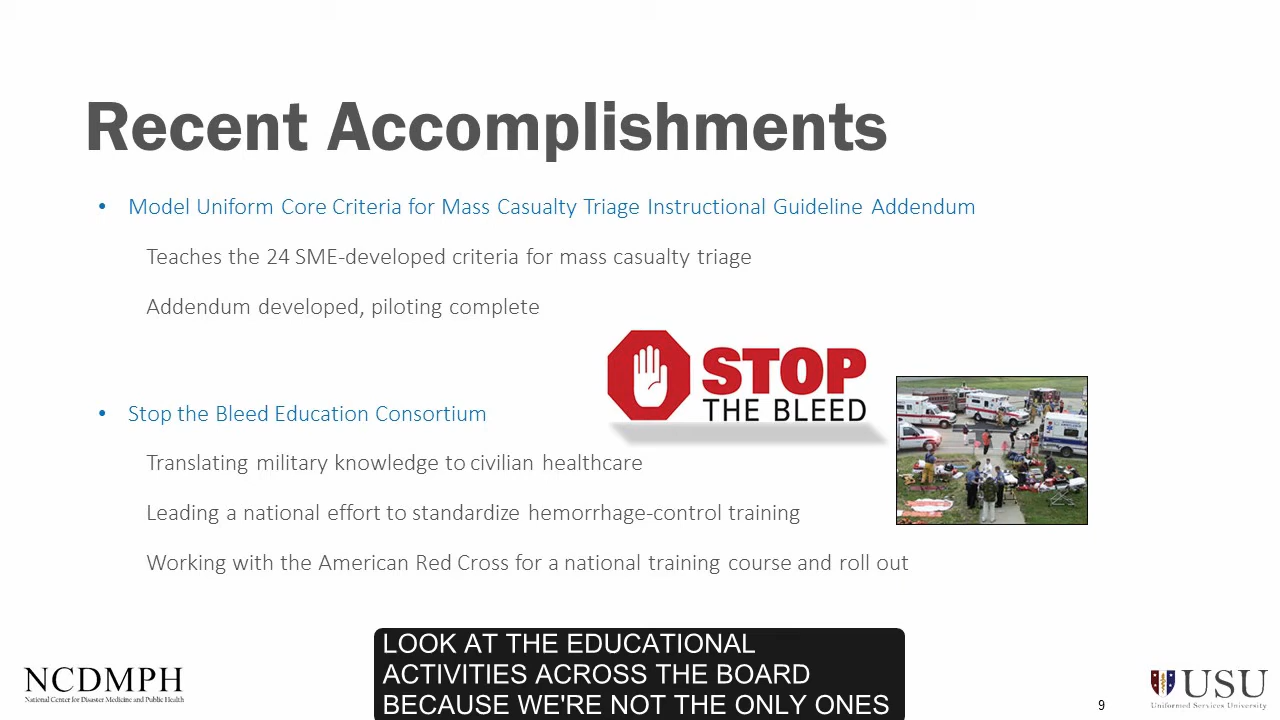 Recent Accomplishments
• Model Uniform Core Criteria for Mass Casualty Triage Instructional Guideline Addendum
Teaches the 24 SME-developed criteria for mass casualty triage
Addendum developed, piloting complete
STOP
THE BLEED
• Stop the Bleed Education Consortium
Translating military knowledge to civilian healthcare
Leading a national effort to standardize hemorrhage-control training
Working with the American Red Cross for a national training course and roll out
LOOK AT THE EDUCATIONAL
ACTIVITIES ACROSS THE BOARD
BECAUSE WE'RE NOT THE ONLY ONES
NCDMPH
National Center for Disaster Medicine and Public Health
9
USU
Uniformed Services University